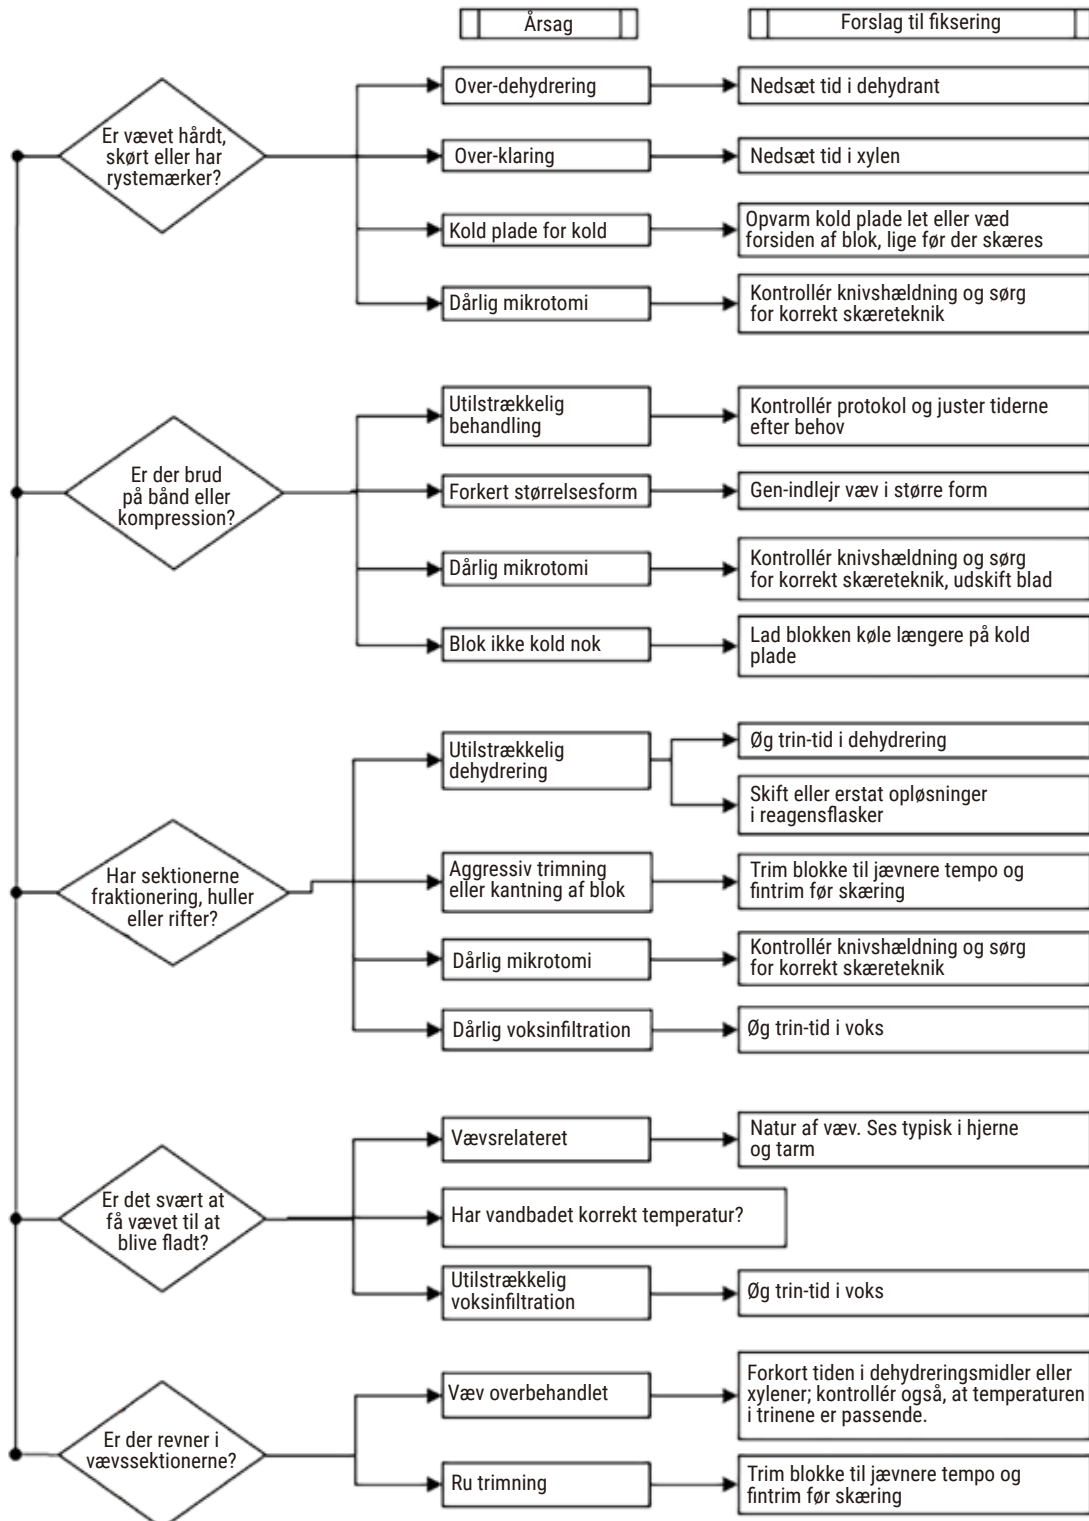 Årsag
Forslag til fiksering
Er vævet hårdt,
skørt eller har
rystemærker?
Over-dehydrering
Nedsæt tid i dehydrant
Over-klaring
Nedsæt tid i xylen
Kold plade for kold
Opvarm kold plade let eller væd
forsiden af blok, lige før der skæres
Dårlig mikrotomi
Kontrollér knivshældning og sørg
for korrekt skæreteknik
Er der brud
på bånd eller
kompression?
Utilstrækkelig
behandling
Kontrollér protokol og juster tiderne
efter behov
Forkert størrelsesform
Gen-indlejr væv i større form
Dårlig mikrotomi
Kontrollér knivshældning og sørg
for korrekt skæreteknik, udskift blad
Blok ikke kold nok
Lad blokken køle længere på kold
plade
Har sektionerne
fraktionering, huller
eller rifter?
Utilstrækkelig
dehydrering
Øg trin-tid i dehydrering
Skift eller erstat opløsninger
i reagensflasker
Aggressiv trimning
eller kantning af blok
Trim blokke til jævnere tempo og
fintrim før skæring
Dårlig mikrotomi
Kontrollér knivshældning og sørg
for korrekt skæreteknik
Dårlig voksinfiltration
Øg trin-tid i voks
Er det svært at
få vævet til at
blive fladt?
Vævsrelateret
Natur af væv. Ses typisk i hjerne
og tarm
Har vandbadet korrekt temperatur?
Utilstrækkelig
voksinfiltration
Øg trin-tid i voks
Er der revner i
vævssektionerne?
Væv overbehandlet
Forkort tiden i dehydreringsmidler eller
xylener; kontrollér også, at temperaturen
i trinene er passende.
Ru trimning
Trim blokke til jævnere tempo og
fintrim før skæring